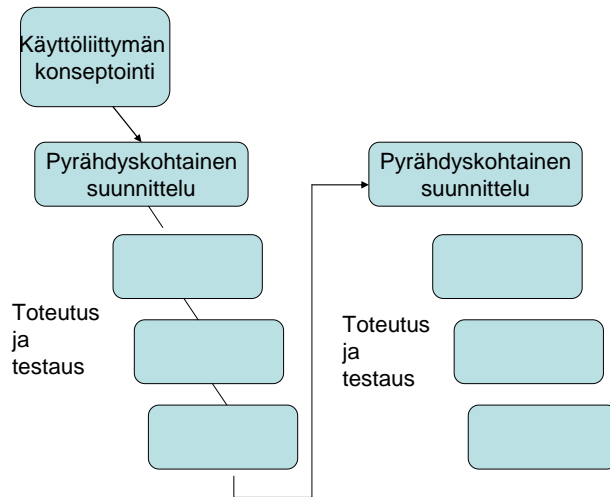 Käyttöliittymän
konseptointi
Pyrähdyskohtainen
suunnittelu
Toteutus
ja
testaus
Pyrähdyskohtainen
suunnittelu
Toteutus
ja
testaus